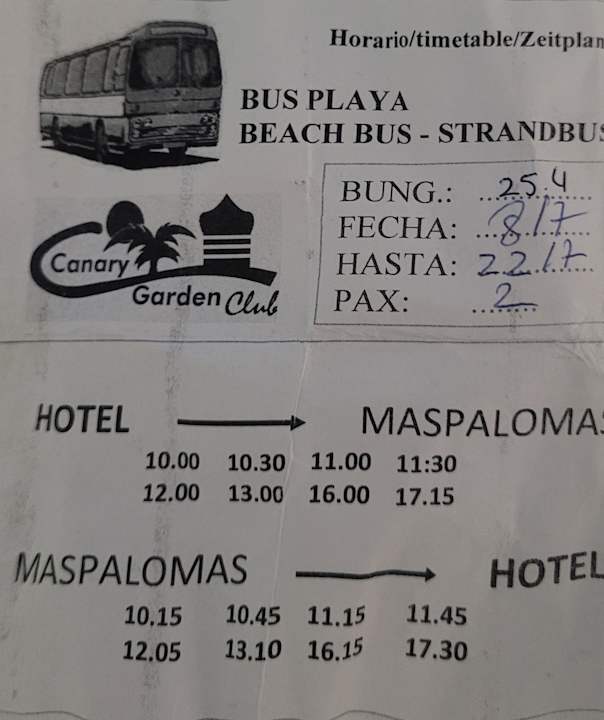 Horario/timetable/Zeitplan
BUS PLAYA
BEACH BUS - STRANDBUS
BUNG.: 25.4
FECHA: 8/7
HASTA: 22/7
PAX: 2
Canary
Garden Club
HOTEL → MASPALOMAS
10.00 10.30 11.00 11:30
12.00 13.00 16.00 17.15
MASPALOMAS → HOTEL
10.15 10.45 11.15 11.45
12.05 13.10 16.15 17.30